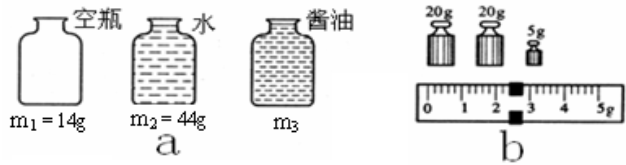 空瓶 水 酱油
m₁ = 14g m₂ = 44g m₃
a
20g 20g 5g
0 1 2 3 4 5g
b